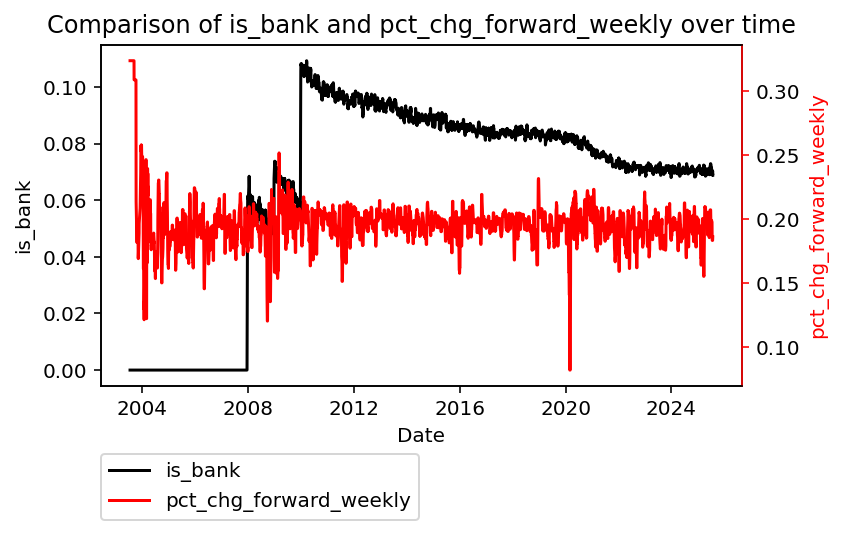 Comparison of is_bank and pct_chg_forward_weekly over time
0.10
0.08
0.06
0.04
0.02
0.00
is_bank
0.30
0.25
0.20
0.15
0.10
pct_chg_forward_weekly
2004 2008 2012 2016 2020 2024
Date
is_bank
pct_chg_forward_weekly